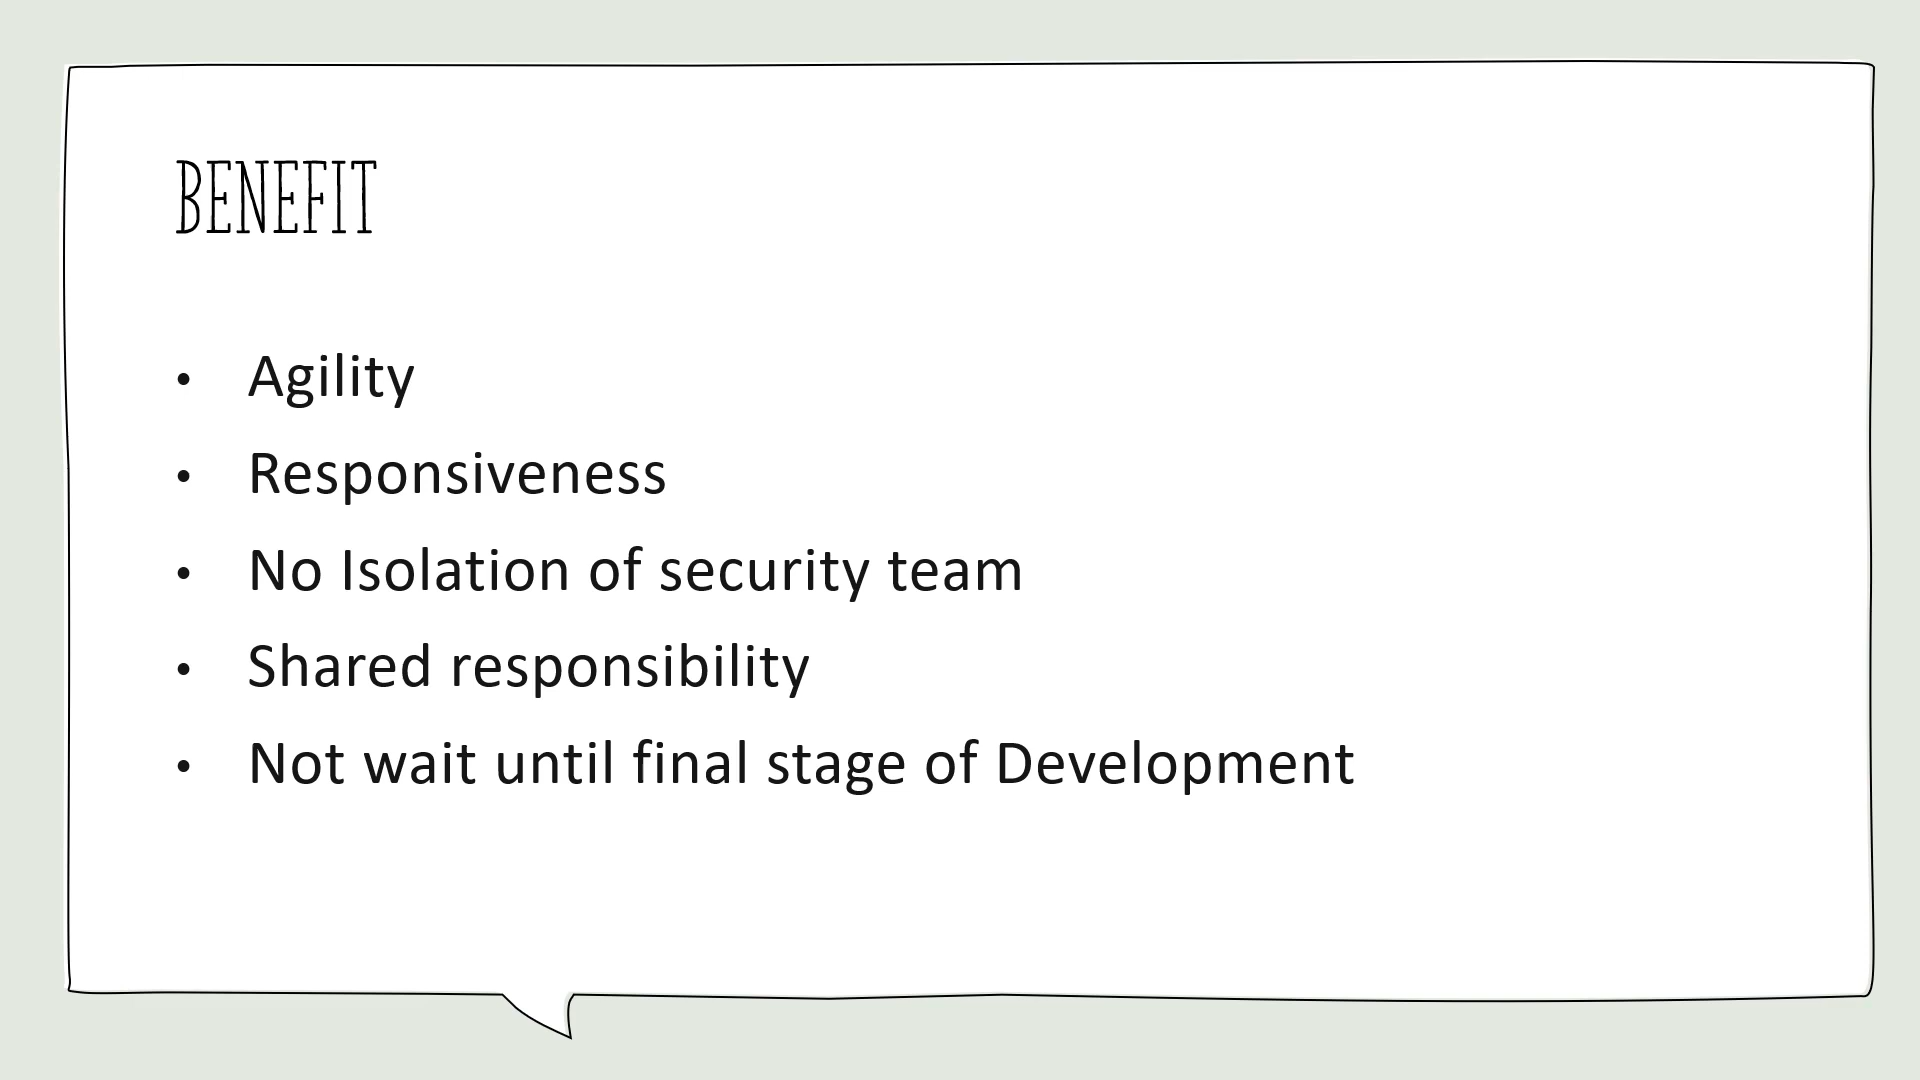 BENEFIT
• Agility
• Responsiveness
• No Isolation of security team
• Shared responsibility
• Not wait until final stage of Development